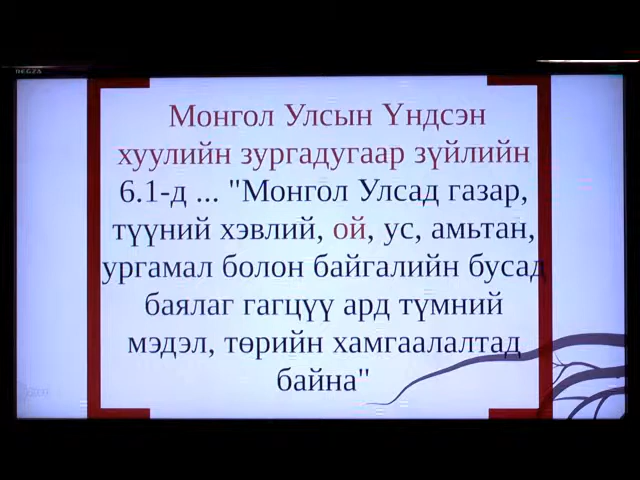 Монгол Улсын Үндсэн
хуулийн зургадугаар зүйлийн
6.1-д ... "Монгол Улсад газар,
түүний хэвлий, ой, ус, амьтан,
ургамал болон байгалийн бусад
баялаг гагцүү ард түмний
мэдэл, төрийн хамгаалалтад
байна"